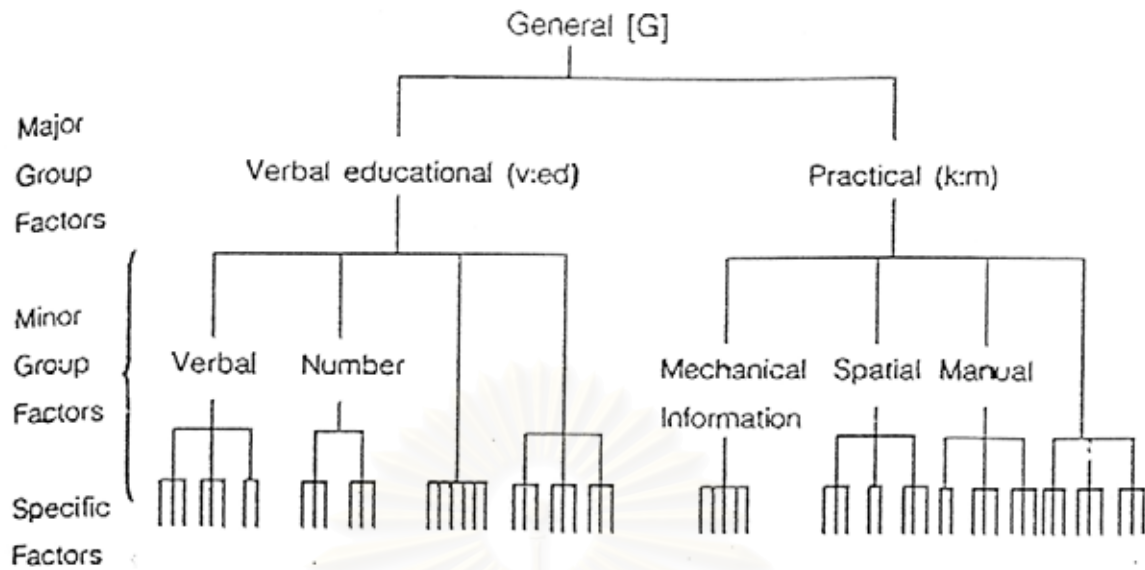 General [G]
Major
Group
Factors
Verbal educational (v:ed)
Practical (k:m)
Minor
Group
Factors
Verbal
Number
Mechanical
Information
Spatial
Manual
Specific
Factors